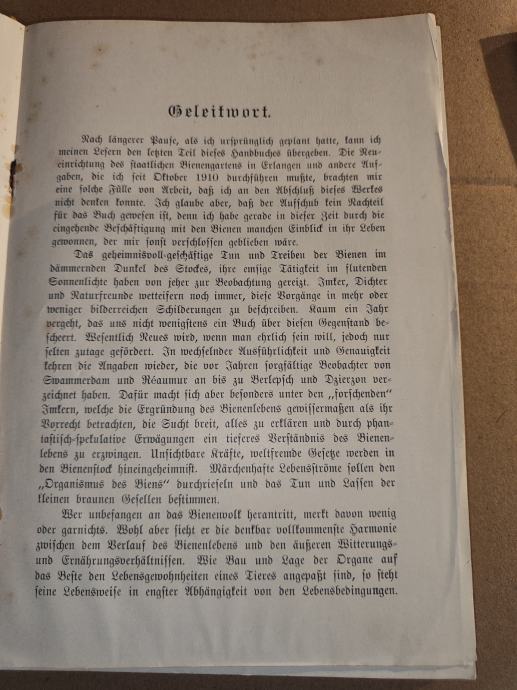 Geleitwort.
Nach längerer Pause, als ich ursprünglich geplant hatte, kann ich
meinen Lesern den letzten Teil dieses Handbuches übergeben. Die Neu-
einrichtung des staatlichen Bienengartens in Erlangen und andere Auf-
gaben, die ich seit Oktober 1910 durchführen mußte, brachten mir
eine solche Fülle von Arbeit, daß ich an den Abschluß dieses Werkes
nicht denken konnte. Ich glaube aber, daß der Aufschub kein Nachteil
für das Buch gewesen ist, denn ich habe gerade in dieser Zeit durch die
eingehende Beschäftigung mit den Bienen manchen Einblick in ihr Leben
gewonnen, der mir sonst verschlossen geblieben wäre.
Das geheimnisvoll-geschäftige Tun und Treiben der Bienen im
dämmernden Dunkel des Stockes, ihre emsige Tätigkeit im flutenden
Sonnenlichte haben von jeher zur Beobachtung gereizt. Imker, Dichter
und Naturfreunde wetteifern noch immer, diese Vorgänge in mehr oder
weniger bilderreichen Schilderungen zu beschreiben. Kaum ein Jahr
vergeht, das uns nicht wenigstens ein Buch über diesen Gegenstand be-
scheert. Wesentlich Neues wird, wenn man ehrlich sein will, jedoch nur
selten zutage gefördert. In wechselnder Ausführlichkeit und Genauigkeit
kehren die Angaben wieder, die vor Jahren sorgfältige Beobachter von
Swammerdam und Réaumur an bis zu Berlepsch und Dzierzon ver-
zeichnet haben. Dafür macht sich aber besonders unter den „forschenden“
Imkern, welche die Ergründung des Bienenlebens gewissermaßen als ihr
Vorrecht betrachten, die Sucht breit, alles zu erklären und durch phan-
tastisch-spekulative Erwägungen ein tieferes Verständnis des Bienen-
lebens zu erzwingen. Unsichtbare Kräfte, weltfremde Gesetze werden in
den Bienenstock hineingeheimnist. Märchenhafte Lebensströme sollen den
„Organismus des Biens“ durchrieseln und das Tun und Lassen der
kleinen braunen Gesellen bestimmen.
Wer unbefangen an das Bienenvolk herantritt, merkt davon wenig
oder garnichts. Wohl aber sieht er die denkbar vollkommenste Harmonie
zwischen dem Verlauf des Bienenlebens und den äußeren Witterungs-
und Ernährungsverhältnissen. Wie Bau und Lage der Organe auf
das Beste den Lebensgewohnheiten eines Tieres angepaßt sind, so steht
seine Lebensweise in engster Abhängigkeit von den Lebensbedingungen.